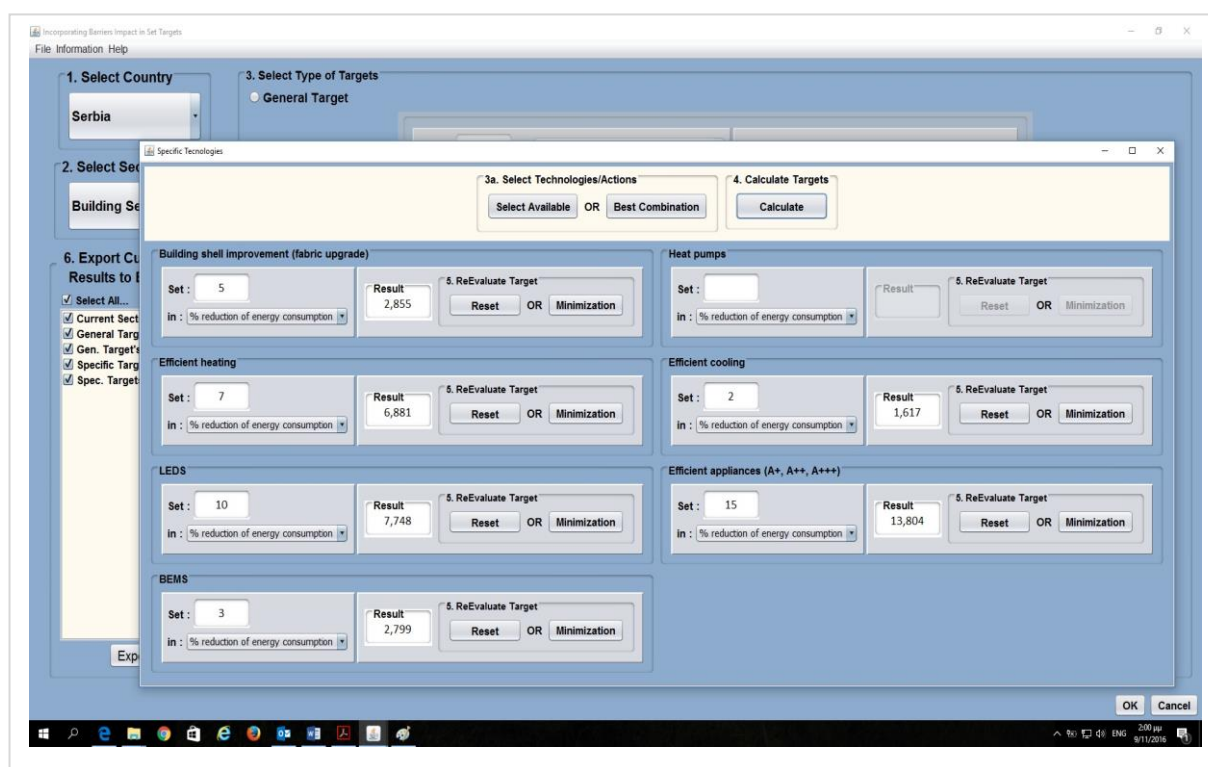 Incorporating Barriers Impact in Set Targets
File Information Help
1. Select Country
Serbia
3. Select Type of Targets
General Target
2. Select Sec
Building Se
Specific Tecnologies
3a. Select Technologies/Actions
Select Available OR Best Combination
4. Calculate Targets
Calculate
6. Export Cu
Results to E
Select All...
Current Sect
General Targ
Gen. Target's
Specific Targ
Spec. Target
Exp
Building shell improvement (fabric upgrade)
Set : 5
in : % reduction of energy consumption
Result
2,855
5. ReEvaluate Target
Reset OR Minimization
Heat pumps
Set :
in : % reduction of energy consumption
Result
5. ReEvaluate Target
Reset OR Minimization
Efficient heating
Set : 7
in : % reduction of energy consumption
Result
6,881
5. ReEvaluate Target
Reset OR Minimization
Efficient cooling
Set : 2
in : % reduction of energy consumption
Result
1,617
5. ReEvaluate Target
Reset OR Minimization
LEDS
Set : 10
in : % reduction of energy consumption
Result
7,748
5. ReEvaluate Target
Reset OR Minimization
Efficient appliances (A+, A++, A+++)
Set : 15
in : % reduction of energy consumption
Result
13,804
5. ReEvaluate Target
Reset OR Minimization
BEMS
Set : 3
in : % reduction of energy consumption
Result
2,799
5. ReEvaluate Target
Reset OR Minimization
OK Cancel
ENG
2:00 μμ
9/11/2016